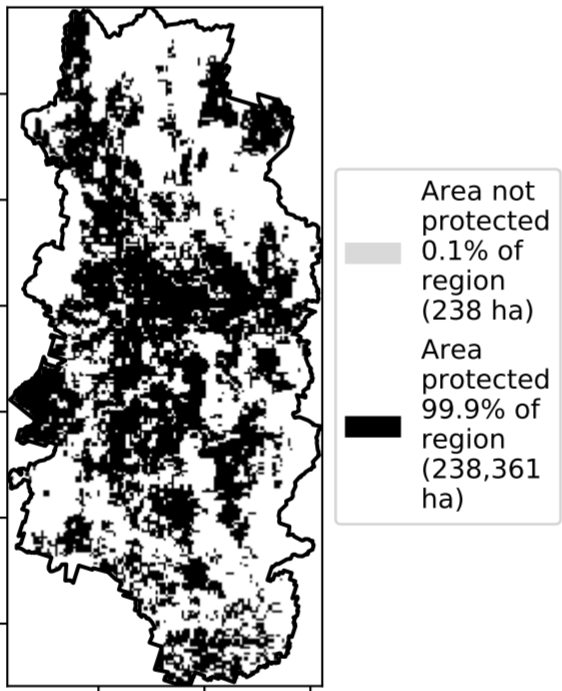 Area not
protected
0.1% of
region
(238 ha)
Area
protected
99.9% of
region
(238,361
ha)